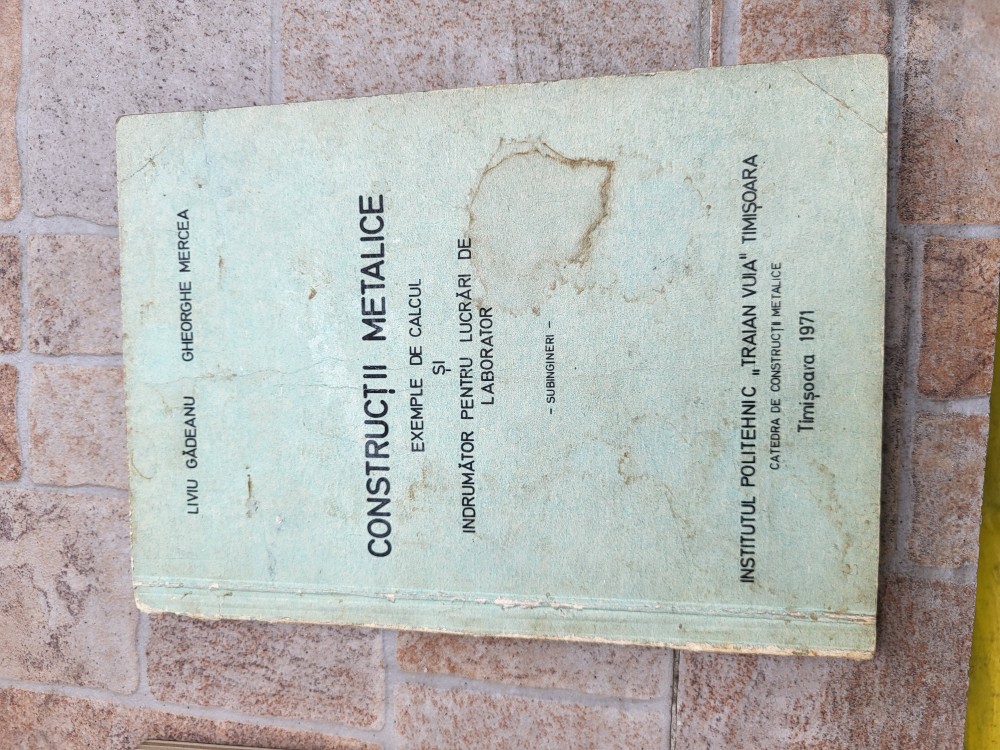 LIVIU GĂDEANU GHEORGHE MERCEA
CONSTRUCȚII METALICE
EXEMPLE DE CALCUL
ȘI
INDRUMĂTOR PENTRU LUCRĂRI DE
LABORATOR
- SUBINGINERI -
INSTITUTUL POLITEHNIC „TRAIAN VUIA" TIMIȘOARA
CATEDRA DE CONSTRUCȚII METALICE
Timișoara 1971